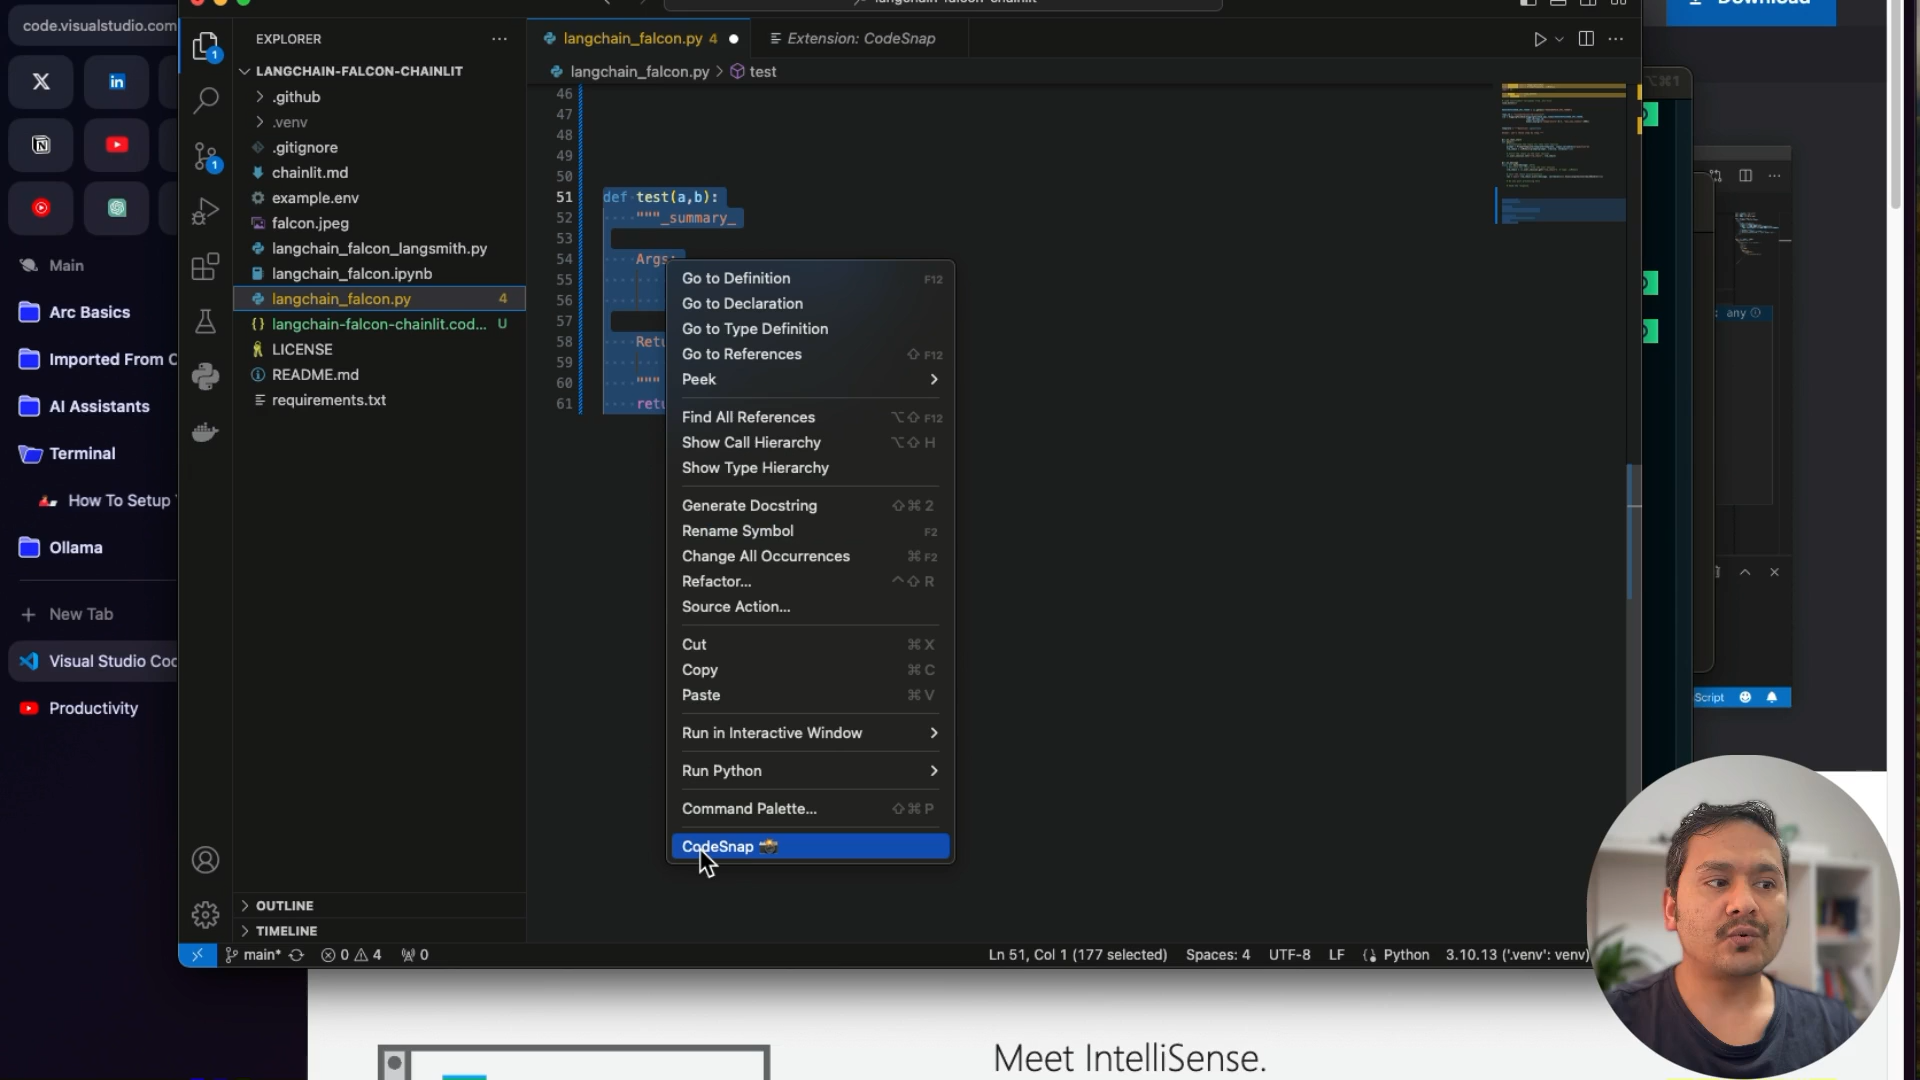 code.visualstudio.com
Main
Arc Basics
Imported From C
AI Assistants
Terminal
How To Setup
Ollama
New Tab
Visual Studio Coc
Productivity
EXPLORER
LANGCHAIN-FALCON-CHAINLIT
.github
.venv
.gitignore
chainlit.md
example.env
falcon.jpeg
langchain_falcon_langsmith.py
langchain_falcon.ipynb
langchain_falcon.py 4
langchain-falcon-chainlit.cod... U
LICENSE
README.md
requirements.txt
OUTLINE
TIMELINE
1
1
langchain-falcon-chainlit
langchain_falcon.py 4
Extension: CodeSnap
langchain_falcon.py > test
46
47
48
49
50
51 def test(a,b):
52 """_summary_
53
54 Args:
55
56
57
58 Retu
59
60 """
61 retu
Go to Definition F12
Go to Declaration
Go to Type Definition
Go to References ⇧ F12
Peek
Find All References ⌥⇧ F12
Show Call Hierarchy ⌥⇧ H
Show Type Hierarchy
Generate Docstring ⇧⌘ 2
Rename Symbol F2
Change All Occurrences ⌘ F2
Refactor... ^⇧ R
Source Action...
Cut ⌘ X
Copy ⌘ C
Paste ⌘ V
Run in Interactive Window
Run Python
Command Palette... ⇧⌘ P
CodeSnap 📸
main* 0 4 0
Ln 51, Col 1 (177 selected) Spaces: 4 UTF-8 LF Python 3.10.13 ('.venv': venv)
Download
⌥⌘1
: any
Script
Meet IntelliSense.